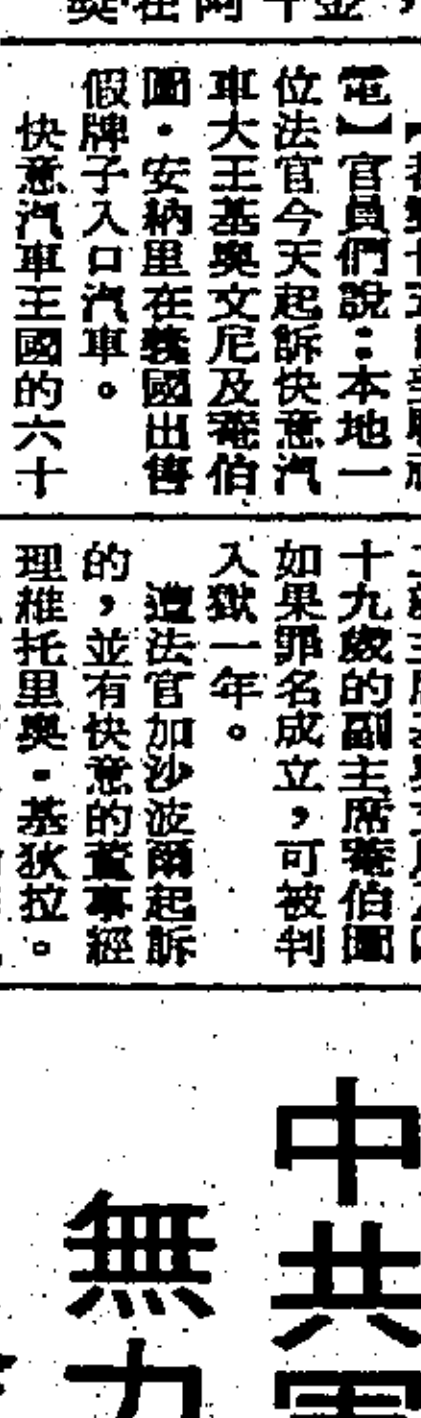 電】官員們說：本地一
位法官今天起訴快意汽
車大王基奧文尼及菴伯
圖・安納里在義國出售
假牌子入口汽車。
快意汽車王國的六十
十九歲的副主席菴伯圖
如果罪名成立，可被判
入獄一年。
遭法官加沙波爾起訴
的，並有快意的董事經
理維托里奧・基狄拉。
中共
無力